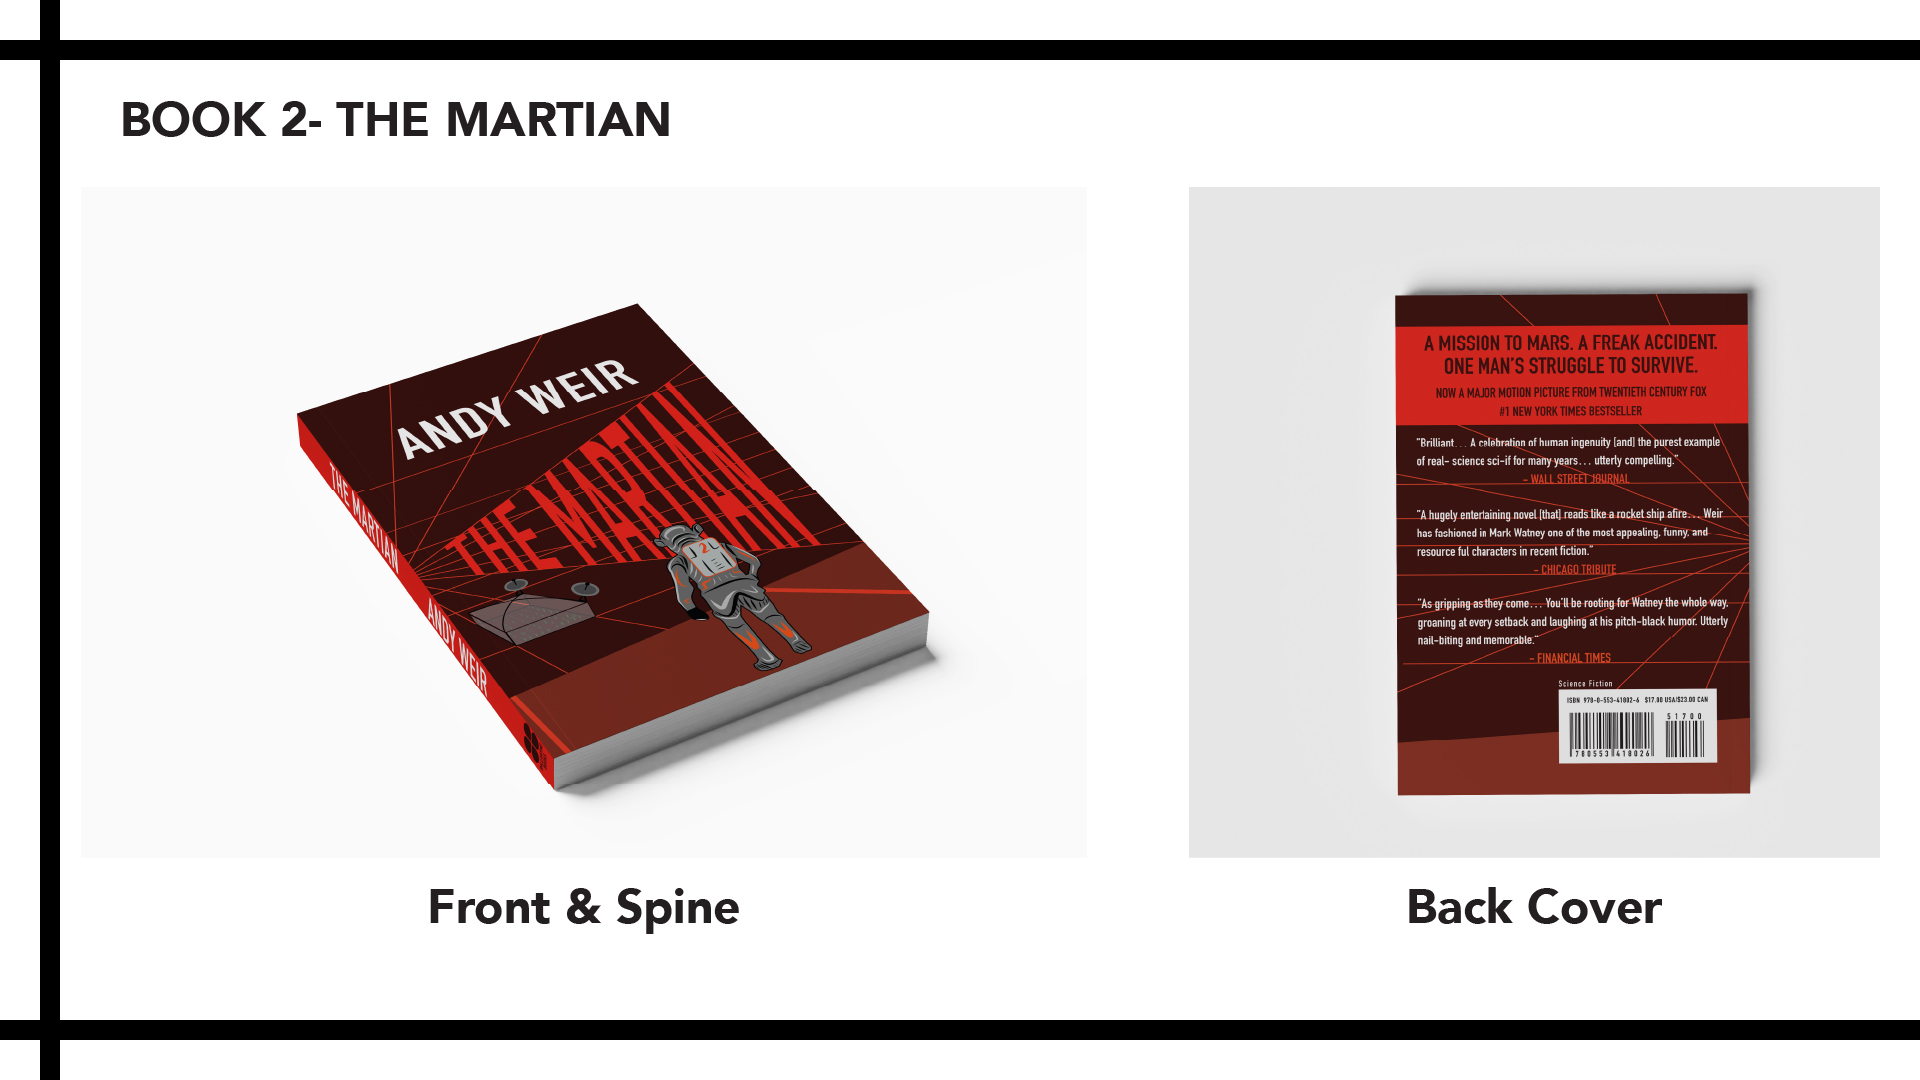 BOOK 2- THE MARTIAN
ANDY WEIR
THE MARTIAN
2
THE MARTIAN
ANDY WEIR
A MISSION TO MARS. A FREAK ACCIDENT.
ONE MAN'S STRUGGLE TO SURVIVE.
NOW A MAJOR MOTION PICTURE FROM TWENTIETH CENTURY FOX
#1 NEW YORK TIMES BESTSELLER
"Brilliant... A celebration of human ingenuity [and] the purest example
of real- science sci-if for many years... utterly compelling."
- WALL STREET JOURNAL
"A hugely entertaining novel [that] reads like a rocket ship afire... Weir
has fashioned in Mark Watney one of the most appealing, funny, and
resource ful characters in recent fiction."
- CHICAGO TRIBUTE
"As gripping as they come... You'll be rooting for Watney the whole way,
groaning at every setback and laughing at his pitch-black humor. Utterly
nail-biting and memorable."
- FINANCIAL TIMES
Science Fiction
ISBN 978-0-553-41802-6 $17.00 USA/$23.00 CAN
51700
9780553418026
Front & Spine
Back Cover